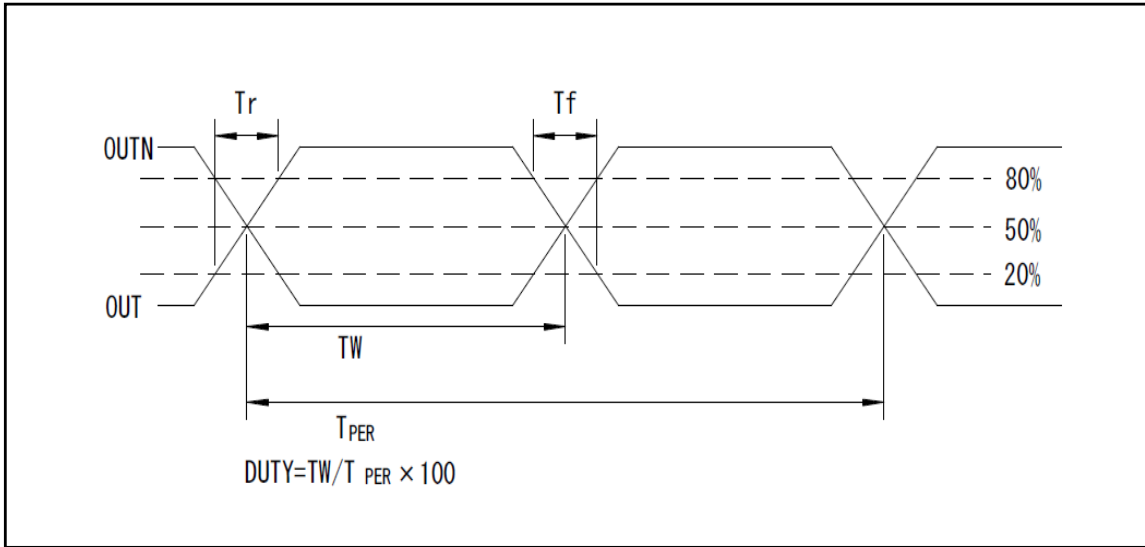 Tr
Tf
OUTN
80%
50%
20%
OUT
TW
TPER
DUTY=TW/T PER ×100